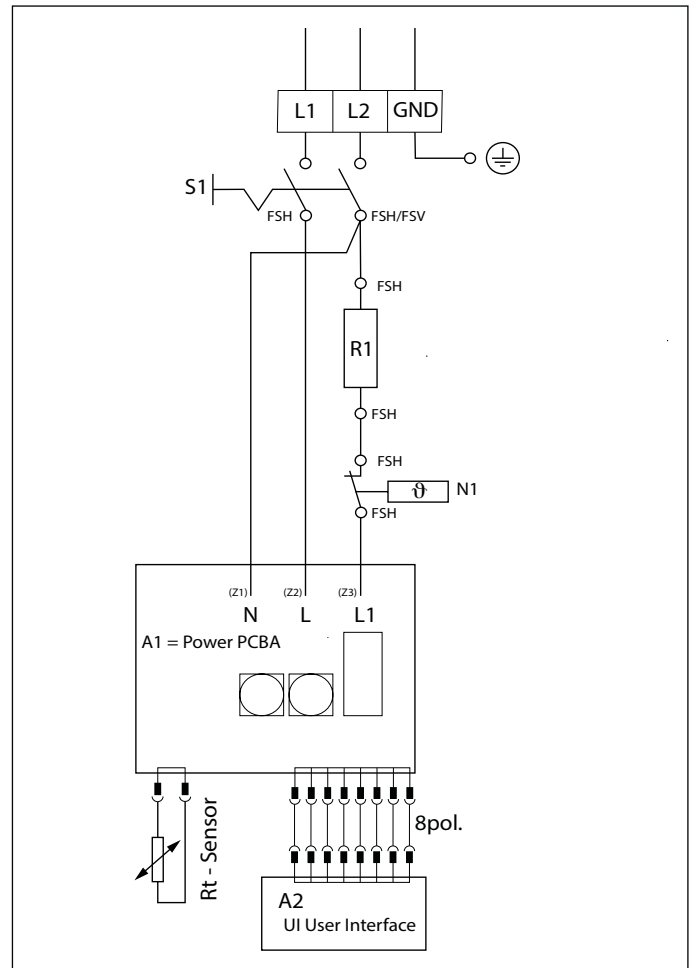 L1 L2 GND
S1
FSH FSH/FSV
FSH
R1
FSH
FSH
ϑ N1
FSH
(Z1) (Z2) (Z3)
N L L1
A1 = Power PCBA
Rt - Sensor
8pol.
A2
UI User Interface